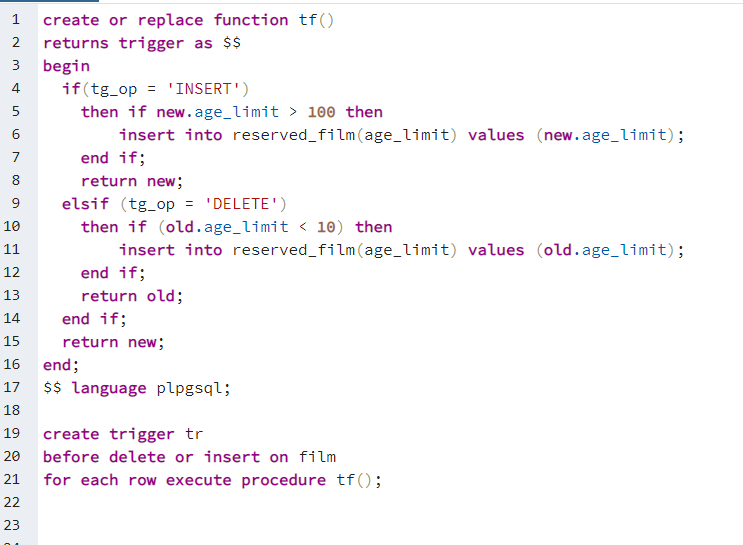 1 create or replace function tf()
2 returns trigger as $$
3 begin
4 if(tg_op = 'INSERT')
5 then if new.age_limit > 100 then
6 insert into reserved_film(age_limit) values (new.age_limit);
7 end if;
8 return new;
9 elsif (tg_op = 'DELETE')
10 then if (old.age_limit < 10) then
11 insert into reserved_film(age_limit) values (old.age_limit);
12 end if;
13 return old;
14 end if;
15 return new;
16 end;
17 $$ language plpgsql;
18
19 create trigger tr
20 before delete or insert on film
21 for each row execute procedure tf();
22
23